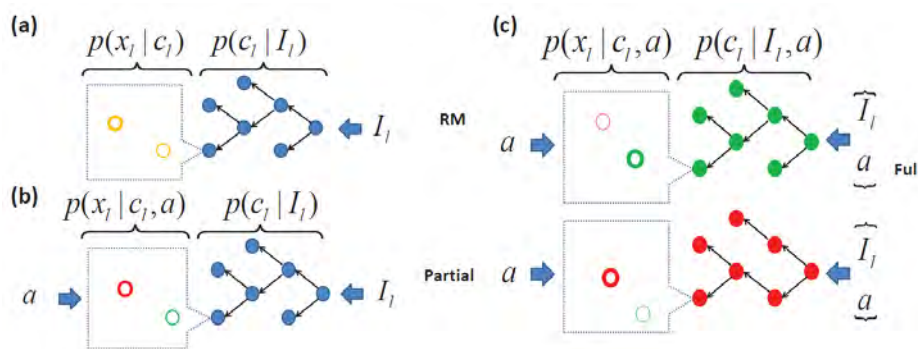 (a)
p(x_l | c_l) p(c_l | I_l)
I_l
RM
(b)
p(x_l | c_l, a) p(c_l | I_l)
a
I_l
Partial
(c)
p(x_l | c_l, a) p(c_l | I_l, a)
a
I_l
a
Ful
a
I_l
a